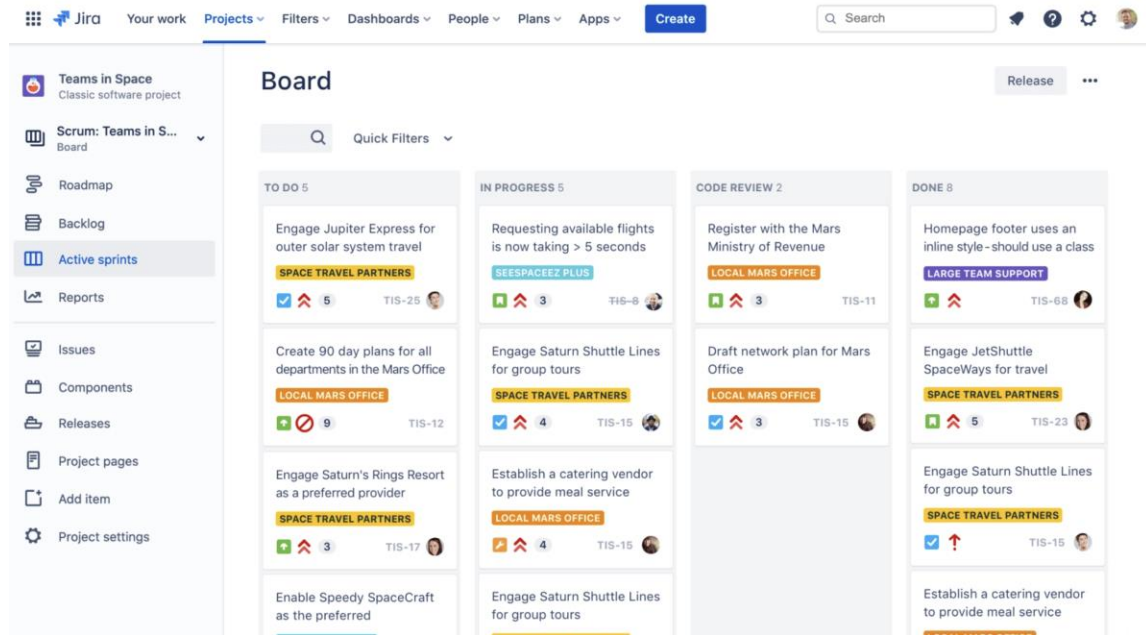 Jira
Your work
Projects
Filters
Dashboards
People
Plans
Apps
Create
Search
Teams in Space
Classic software project
Scrum: Teams in S...
Board
Roadmap
Backlog
Active sprints
Reports
Issues
Components
Releases
Project pages
Add item
Project settings
Board
Release
Quick Filters
TO DO 5
Engage Jupiter Express for
outer solar system travel
SPACE TRAVEL PARTNERS
5 TIS-25
Create 90 day plans for all
departments in the Mars Office
LOCAL MARS OFFICE
9 TIS-12
Engage Saturn's Rings Resort
as a preferred provider
SPACE TRAVEL PARTNERS
3 TIS-17
Enable Speedy SpaceCraft
as the preferred
IN PROGRESS 5
Requesting available flights
is now taking > 5 seconds
SEESPACEEZ PLUS
3 TIS-8
Engage Saturn Shuttle Lines
for group tours
SPACE TRAVEL PARTNERS
4 TIS-15
Establish a catering vendor
to provide meal service
LOCAL MARS OFFICE
4 TIS-15
Engage Saturn Shuttle Lines
for group tours
CODE REVIEW 2
Register with the Mars
Ministry of Revenue
LOCAL MARS OFFICE
3 TIS-11
Draft network plan for Mars
Office
LOCAL MARS OFFICE
3 TIS-15
DONE 8
Homepage footer uses an
inline style-should use a class
LARGE TEAM SUPPORT
TIS-68
Engage JetShuttle
SpaceWays for travel
SPACE TRAVEL PARTNERS
5 TIS-23
Engage Saturn Shuttle Lines
for group tours
SPACE TRAVEL PARTNERS
TIS-15
Establish a catering vendor
to provide meal service